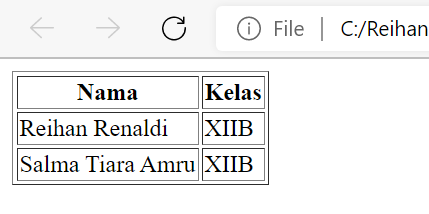 File | C:/Reihan
Nama Kelas
Reihan Renaldi XIIB
Salma Tiara Amru XIIB